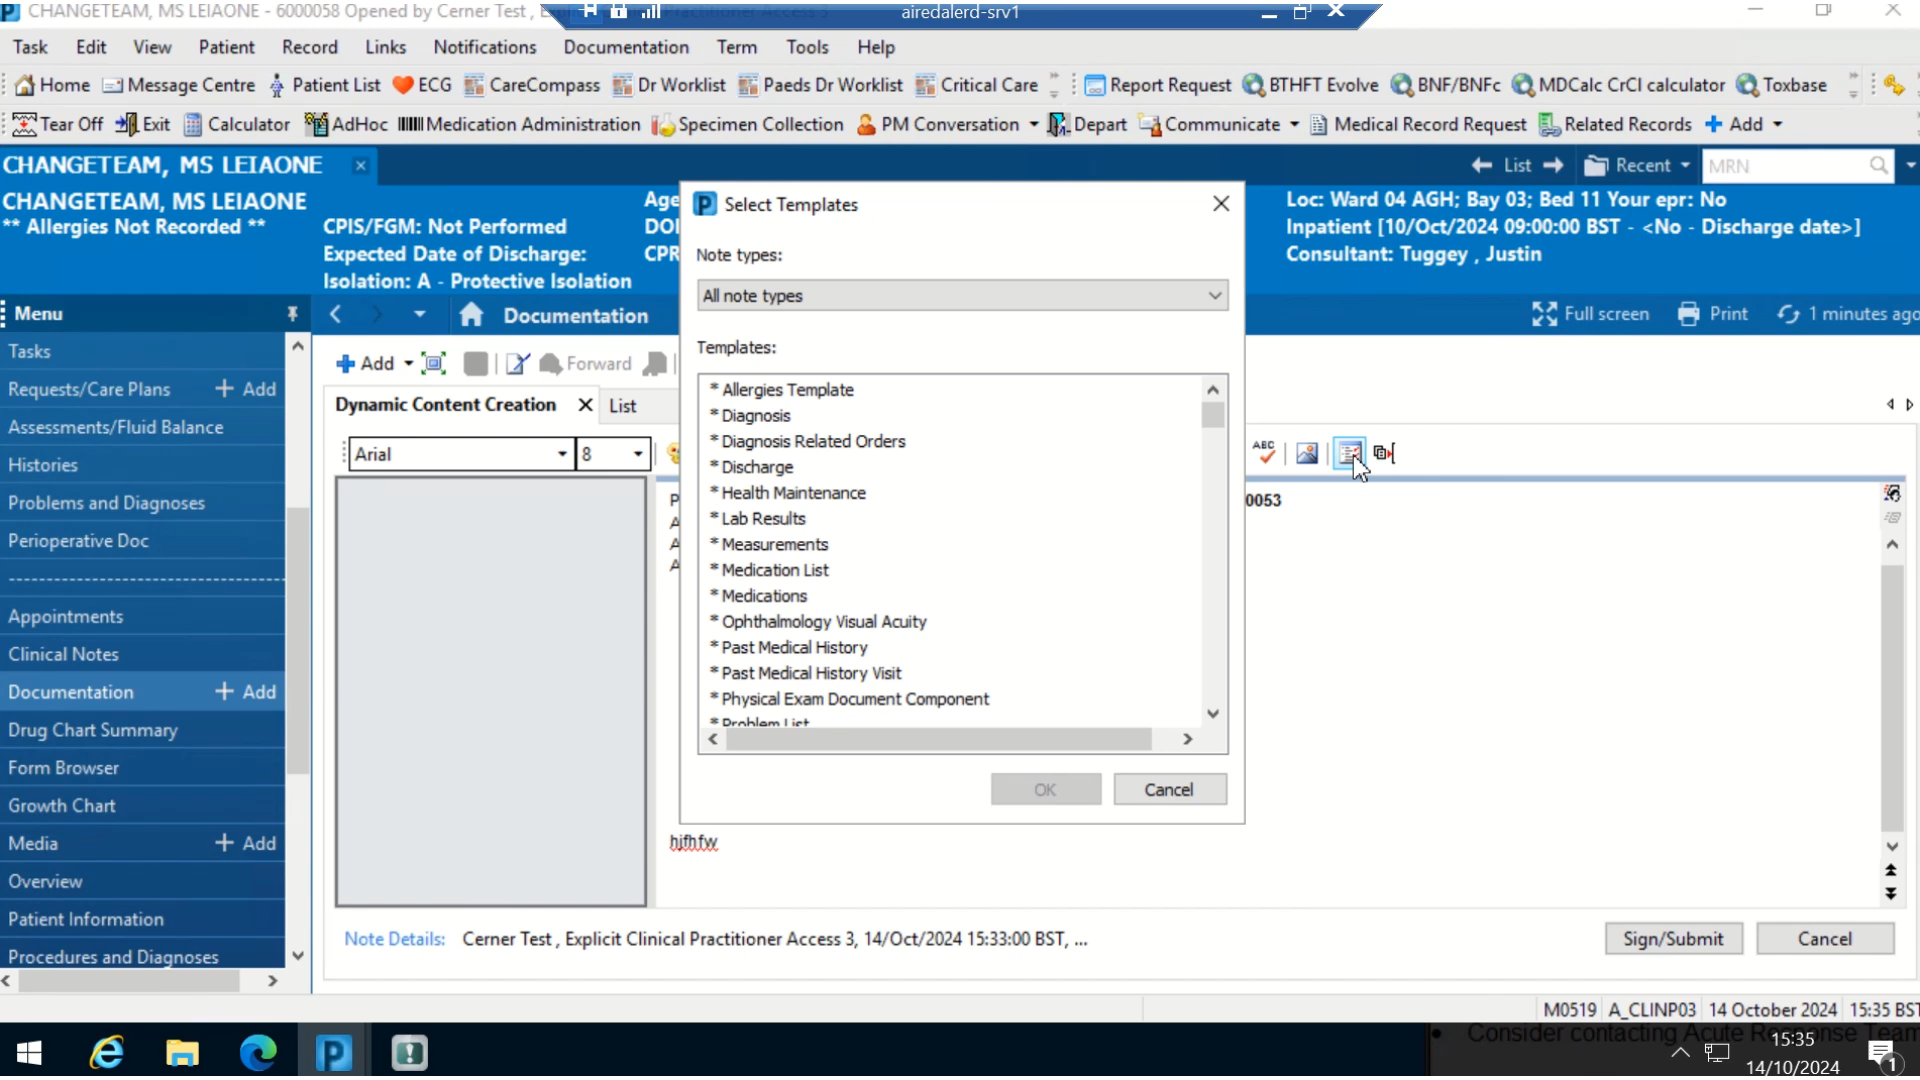 CHANGETEAM, MS LEIAONE - 6000058 Opened by Cerner Test ,
airedalerd-srv1
Task Edit View Patient Record Links Notifications Documentation Term Tools Help
Home Message Centre Patient List ECG CareCompass Dr Worklist Paeds Dr Worklist Critical Care Report Request BTHFT Evolve BNF/BNFc MDCalc CrCl calculator Toxbase
Tear Off Exit Calculator AdHoc Medication Administration Specimen Collection PM Conversation Depart Communicate Medical Record Request Related Records Add
CHANGETEAM, MS LEIAONE
List Recent MRN
CHANGETEAM, MS LEIAONE
** Allergies Not Recorded **
CPIS/FGM: Not Performed
Expected Date of Discharge:
Isolation: A - Protective Isolation
Age
DO
CPR
Loc: Ward 04 AGH; Bay 03; Bed 11 Your epr: No
Inpatient [10/Oct/2024 09:00:00 BST - <No - Discharge date>]
Consultant: Tuggey , Justin
Menu
Tasks
Requests/Care Plans + Add
Assessments/Fluid Balance
Histories
Problems and Diagnoses
Perioperative Doc
Appointments
Clinical Notes
Documentation + Add
Drug Chart Summary
Form Browser
Growth Chart
Media + Add
Overview
Patient Information
Procedures and Diagnoses
Documentation
Full screen Print 1 minutes ago
Add Forward
Dynamic Content Creation List
Arial 8
ABC
P
A
A
A
0053
hjfhfw
Select Templates
Note types:
All note types
Templates:
* Allergies Template
* Diagnosis
* Diagnosis Related Orders
* Discharge
* Health Maintenance
* Lab Results
* Measurements
* Medication List
* Medications
* Ophthalmology Visual Acuity
* Past Medical History
* Past Medical History Visit
* Physical Exam Document Component
* Problem List
OK Cancel
Note Details: Cerner Test , Explicit Clinical Practitioner Access 3, 14/Oct/2024 15:33:00 BST, ...
Sign/Submit Cancel
M0519 A_CLINP03 14 October 2024 15:35 BST
Consider contacting Acute Response Team
15:35
14/10/2024
1